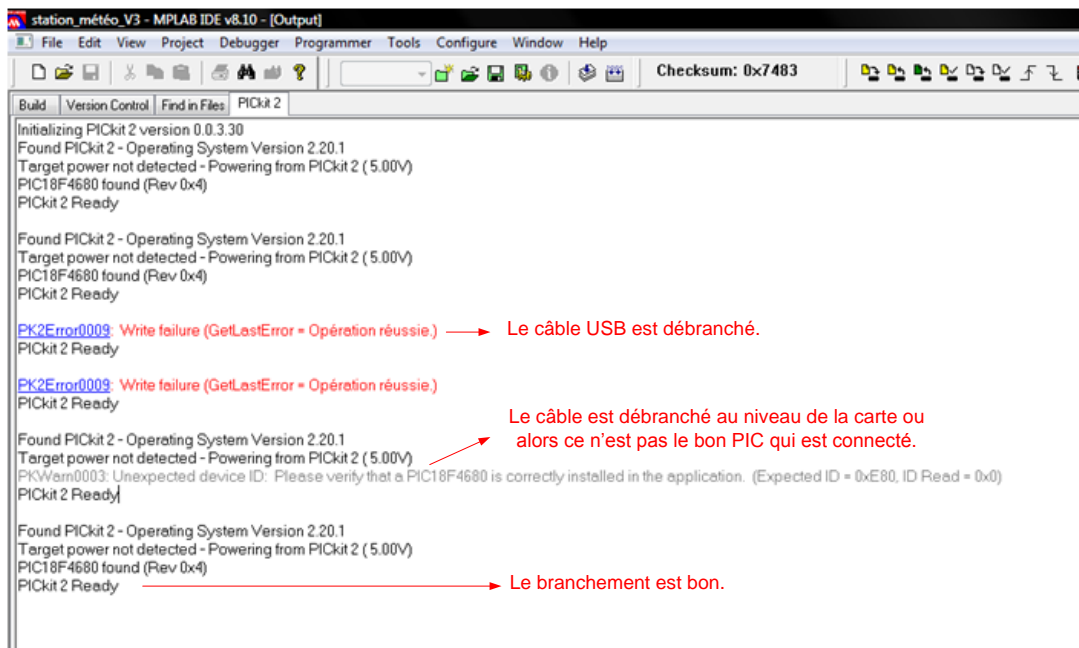 station_météo_V3 - MPLAB IDE v8.10 - [Output]
File Edit View Project Debugger Programmer Tools Configure Window Help
Checksum: 0x7483
Build Version Control Find in Files PICkit 2
Initializing PICkit 2 version 0.0.3.30
Found PICkit 2 - Operating System Version 2.20.1
Target power not detected - Powering from PICkit 2 ( 5.00V)
PIC18F4680 found (Rev 0x4)
PICkit 2 Ready
Found PICkit 2 - Operating System Version 2.20.1
Target power not detected - Powering from PICkit 2 ( 5.00V)
PIC18F4680 found (Rev 0x4)
PICkit 2 Ready
PK2Error0009: Write failure (GetLastError = Opération réussie.) Le câble USB est débranché.
PICkit 2 Ready
PK2Error0009: Write failure (GetLastError = Opération réussie.)
PICkit 2 Ready
Le câble est débranché au niveau de la carte ou
alors ce n'est pas le bon PIC qui est connecté.
Found PICkit 2 - Operating System Version 2.20.1
Target power not detected - Powering from PICkit 2 ( 5.00V)
PKWarn0003: Unexpected device ID: Please verify that a PIC18F4680 is correctly installed in the application. (Expected ID = 0xE80, ID Read = 0x0)
PICkit 2 Ready
Found PICkit 2 - Operating System Version 2.20.1
Target power not detected - Powering from PICkit 2 ( 5.00V)
PIC18F4680 found (Rev 0x4)
PICkit 2 Ready Le branchement est bon.